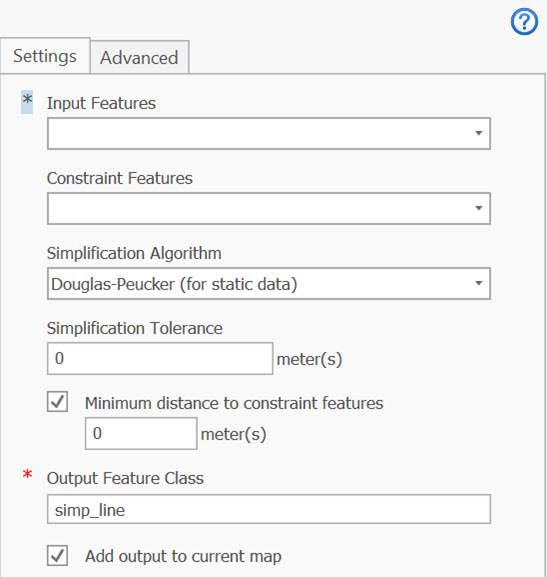 ?
Settings Advanced
* Input Features
Constraint Features
Simplification Algorithm
Douglas-Peucker (for static data)
Simplification Tolerance
0 meter(s)
Minimum distance to constraint features
0 meter(s)
* Output Feature Class
simp_line
Add output to current map